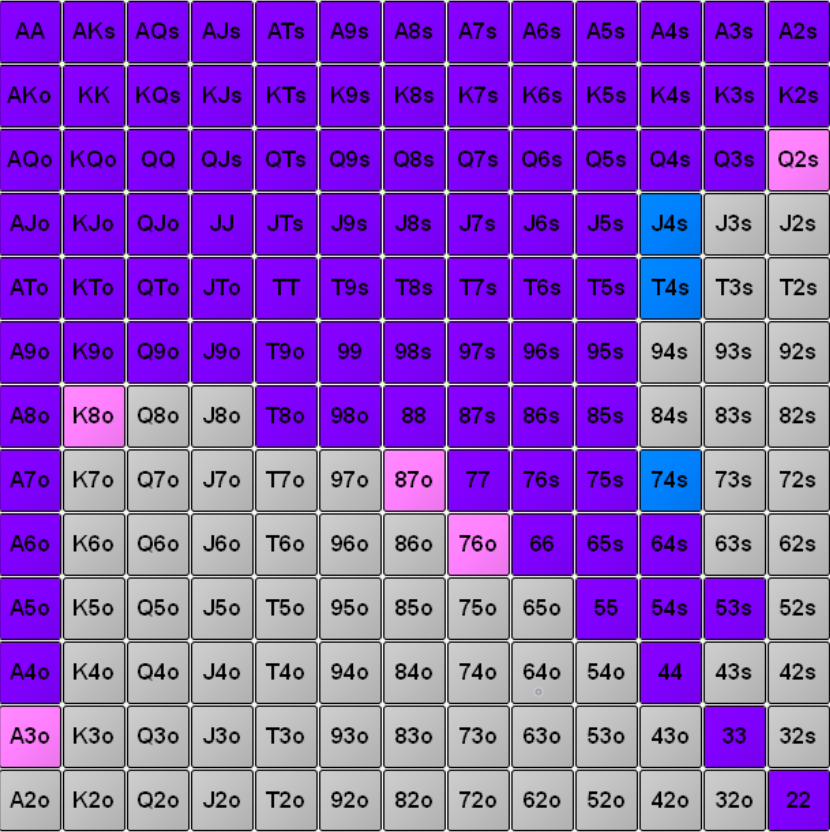 AA AKs AQs AJs ATs A9s A8s A7s A6s A5s A4s A3s A2s
AKo KK KQs KJs KTs K9s K8s K7s K6s K5s K4s K3s K2s
AQo KQo QQ QJs QTs Q9s Q8s Q7s Q6s Q5s Q4s Q3s Q2s
AJo KJo QJo JJ JTs J9s J8s J7s J6s J5s J4s J3s J2s
ATo KTo QTo JTo TT T9s T8s T7s T6s T5s T4s T3s T2s
A9o K9o Q9o J9o T9o 99 98s 97s 96s 95s 94s 93s 92s
A8o K8o Q8o J8o T8o 98o 88 87s 86s 85s 84s 83s 82s
A7o K7o Q7o J7o T7o 97o 87o 77 76s 75s 74s 73s 72s
A6o K6o Q6o J6o T6o 96o 86o 76o 66 65s 64s 63s 62s
A5o K5o Q5o J5o T5o 95o 85o 75o 65o 55 54s 53s 52s
A4o K4o Q4o J4o T4o 94o 84o 74o 64o 54o 44 43s 42s
A3o K3o Q3o J3o T3o 93o 83o 73o 63o 53o 43o 33 32s
A2o K2o Q2o J2o T2o 92o 82o 72o 62o 52o 42o 32o 22